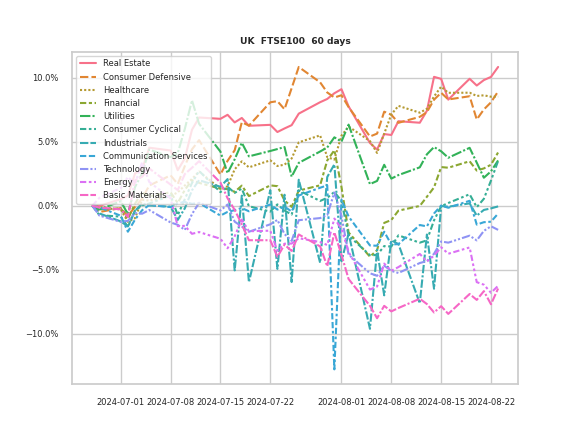 UK  FTSE100  60 days
Real Estate
Consumer Defensive
Healthcare
Financial
Utilities
Consumer Cyclical
Industrials
Communication Services
Technology
Energy
Basic Materials
10.0%
5.0%
0.0%
−5.0%
−10.0%
2024-07-01 2024-07-08 2024-07-15 2024-07-22 2024-08-01 2024-08-08 2024-08-15 2024-08-22